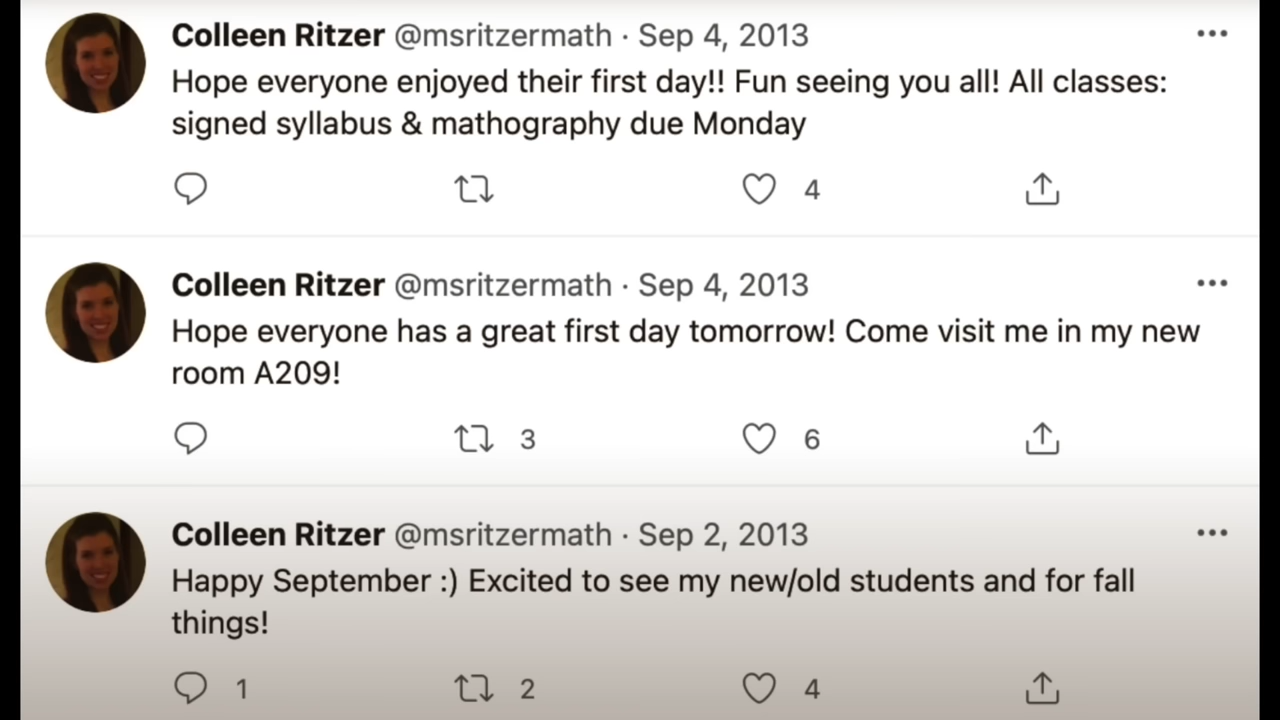 Colleen Ritzer @msritzermath · Sep 4, 2013
Hope everyone enjoyed their first day!! Fun seeing you all! All classes:
signed syllabus & mathography due Monday
4
Colleen Ritzer @msritzermath · Sep 4, 2013
Hope everyone has a great first day tomorrow! Come visit me in my new
room A209!
3 6
Colleen Ritzer @msritzermath · Sep 2, 2013
Happy September :) Excited to see my new/old students and for fall
things!
1 2 4